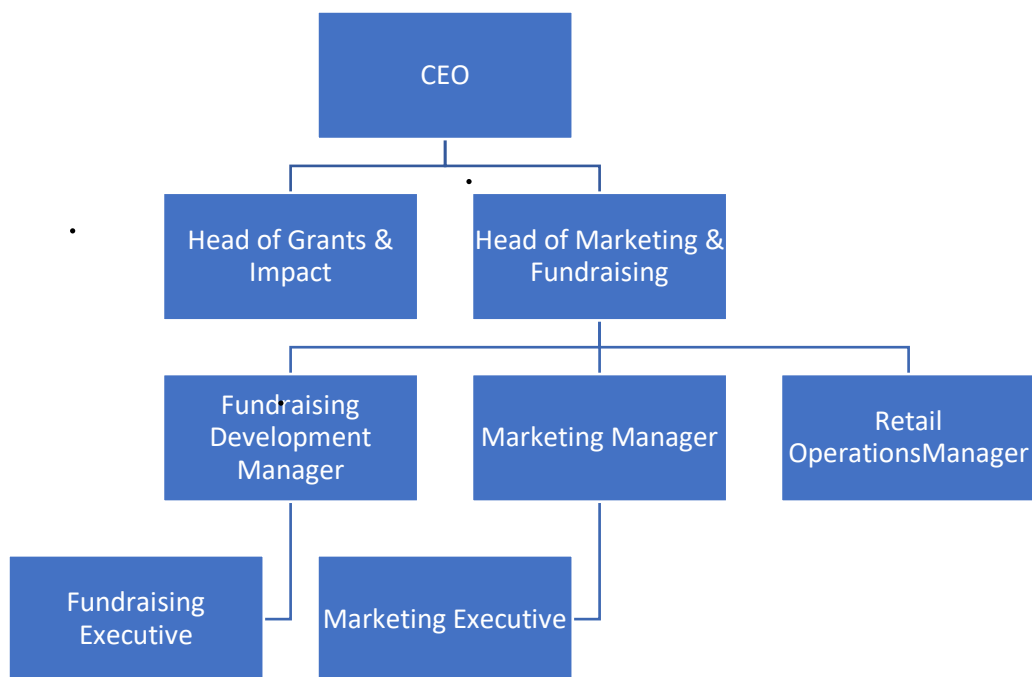 CEO
Head of Grants &
Impact
Head of Marketing &
Fundraising
Fundraising
Development
Manager
Marketing Manager
Retail
OperationsManager
Fundraising
Executive
Marketing Executive